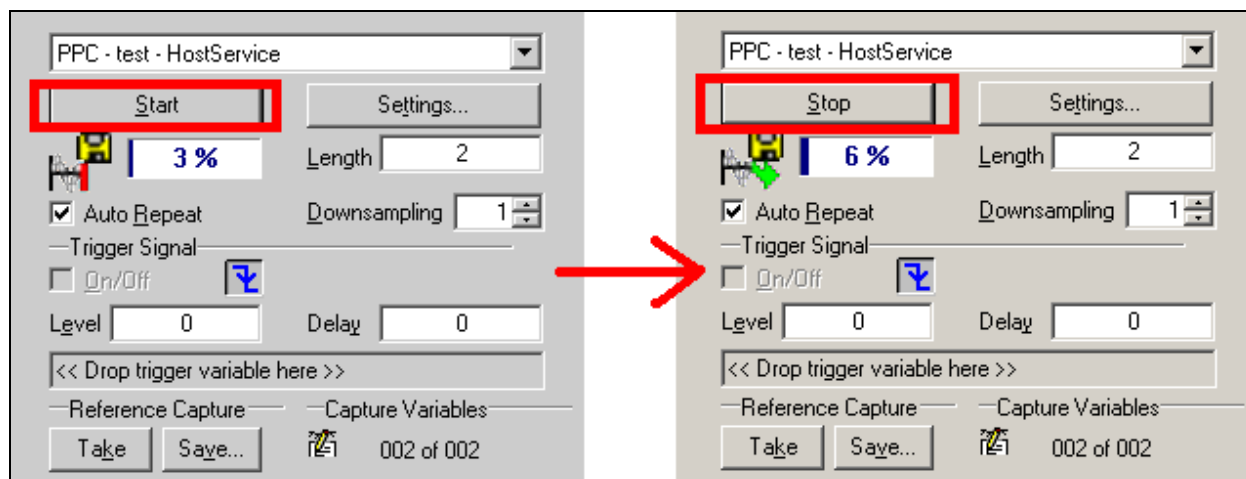 PPC - test - HostService
Start Settings...
3 % Length 2
Auto Repeat Downsampling 1
Trigger Signal
On/Off
Level 0 Delay 0
<< Drop trigger variable here >>
Reference Capture Capture Variables
Take Save... 002 of 002
PPC - test - HostService
Stop Settings...
6 % Length 2
Auto Repeat Downsampling 1
Trigger Signal
On/Off
Level 0 Delay 0
<< Drop trigger variable here >>
Reference Capture Capture Variables
Take Save... 002 of 002